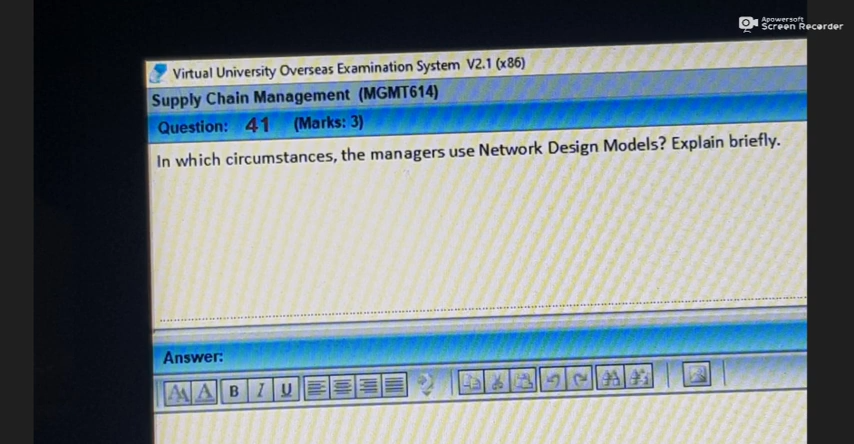 Apowersoft
Screen Recorder
Virtual University Overseas Examination System V2.1 (x86)
Supply Chain Management (MGMT614)
Question: 41 (Marks: 3)
In which circumstances, the managers use Network Design Models? Explain briefly.
Answer:
AA A B I U